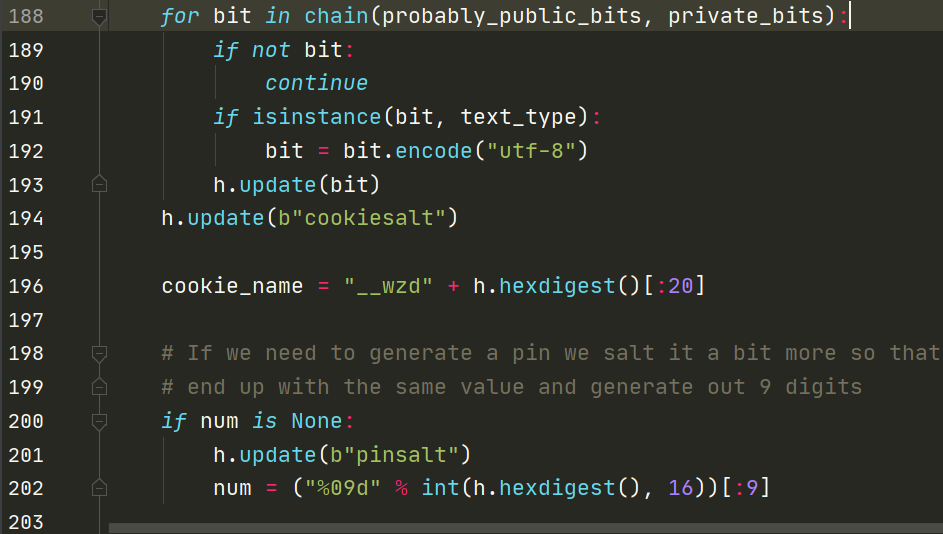 188 for bit in chain(probably_public_bits, private_bits):
189 if not bit:
190 continue
191 if isinstance(bit, text_type):
192 bit = bit.encode("utf-8")
193 h.update(bit)
194 h.update(b"cookiesalt")
195
196 cookie_name = "__wzd" + h.hexdigest()[:20]
197
198 # If we need to generate a pin we salt it a bit more so that
199 # end up with the same value and generate out 9 digits
200 if num is None:
201 h.update(b"pinsalt")
202 num = ("%09d" % int(h.hexdigest(), 16))[:9]
203